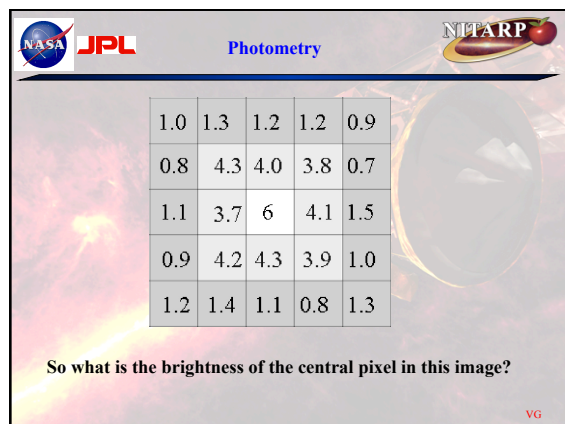 NASA JPL Photometry NITARP
1.0 1.3 1.2 1.2 0.9
0.8 4.3 4.0 3.8 0.7
1.1 3.7 6 4.1 1.5
0.9 4.2 4.3 3.9 1.0
1.2 1.4 1.1 0.8 1.3
So what is the brightness of the central pixel in this image?
VG